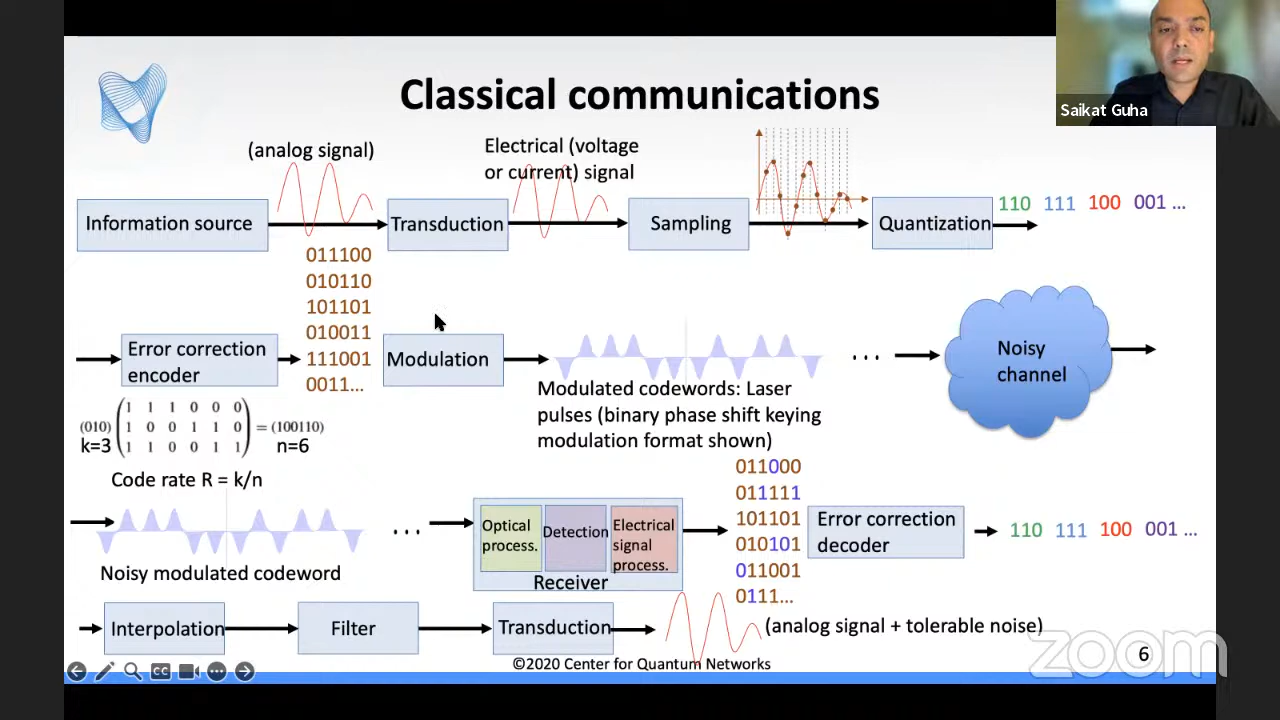 Saikat Guha
Classical communications
(analog signal)
Electrical (voltage
or current) signal
Information source
Transduction
Sampling
Quantization
110 111 100 001 ...
011100
010110
101101
010011
111001
0011...
Error correction
encoder
Modulation
Noisy
channel
...
Modulated codewords: Laser
pulses (binary phase shift keying
modulation format shown)
(010) ( 1 1 1 0 0 0
1 0 0 1 1 0
1 1 0 0 1 1 ) = (100110)
k=3
n=6
Code rate R = k/n
Noisy modulated codeword
...
Optical
process.
Detection
Electrical
signal
process.
Receiver
011000
011111
101101
010101
011001
0111...
Error correction
decoder
110 111 100 001 ...
Interpolation
Filter
Transduction
(analog signal + tolerable noise)
©2020 Center for Quantum Networks
6
zoom
CC